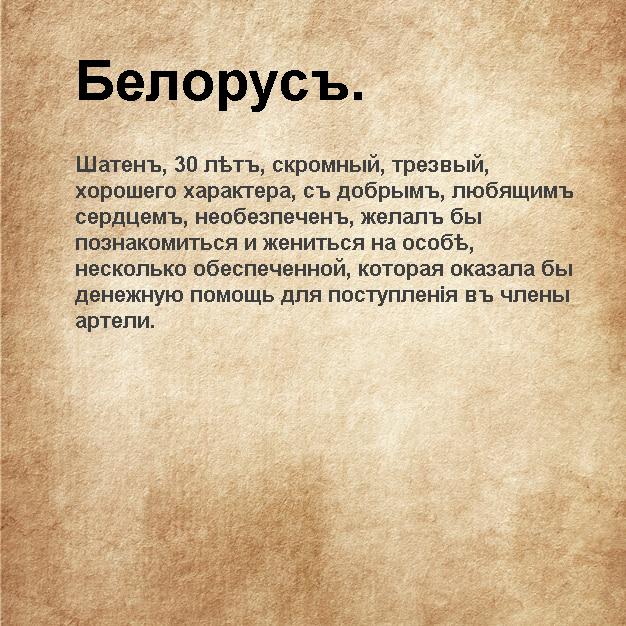 Белорусъ.
Шатенъ, 30 лѣтъ, скромный, трезвый,
хорошего характера, съ добрымъ, любящимъ
сердцемъ, необезпеченъ, желалъ бы
познакомиться и жениться на особѣ,
несколько обеспеченной, которая оказала бы
денежную помощь для поступленія въ члены
артели.